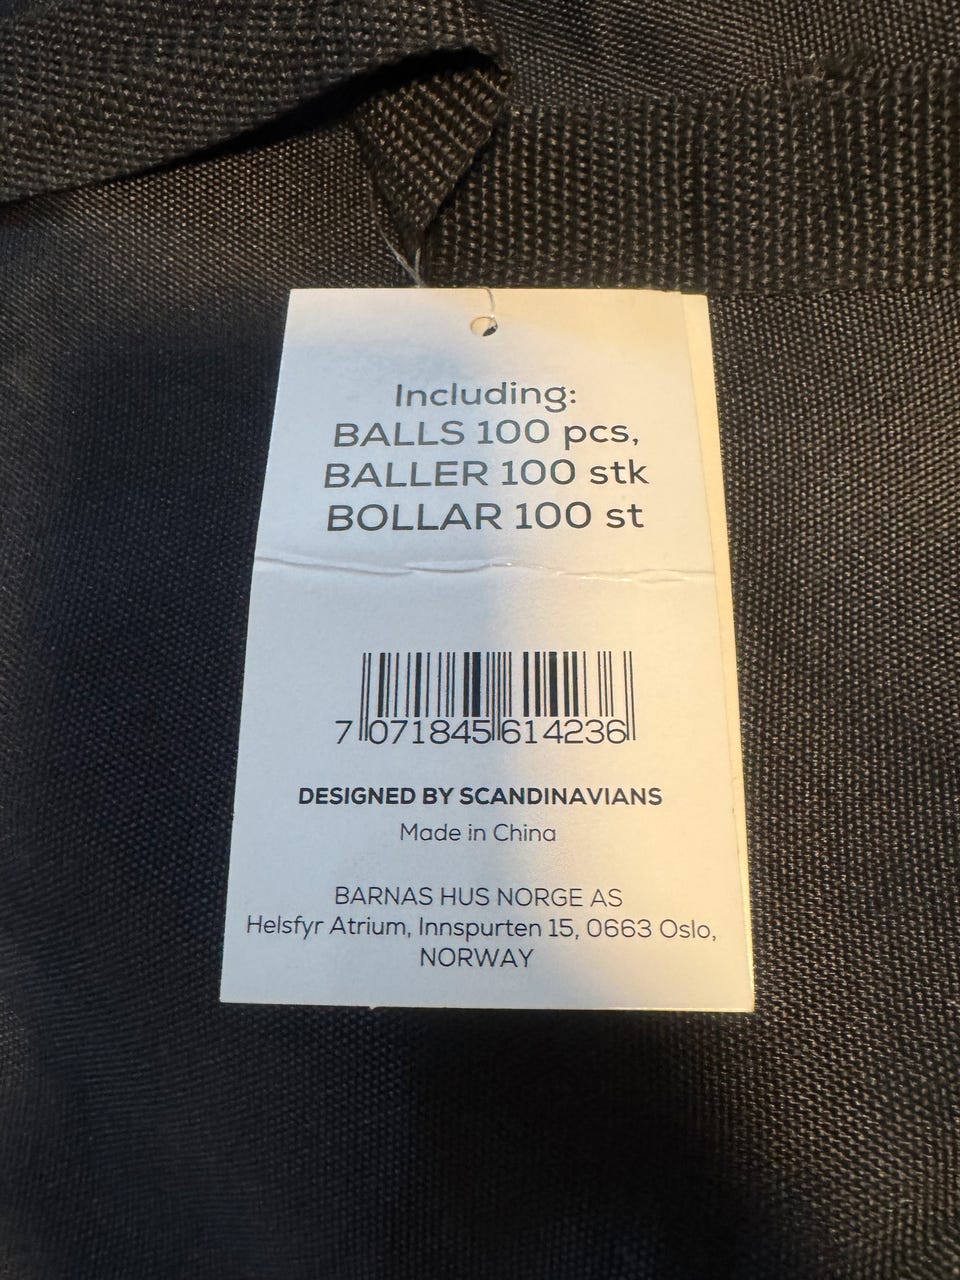 Including:
BALLS 100 pcs,
BALLER 100 stk
BOLLAR 100 st
7 071845 614236
DESIGNED BY SCANDINAVIANS
Made in China
BARNAS HUS NORGE AS
Helsfyr Atrium, Innspurten 15, 0663 Oslo,
NORWAY